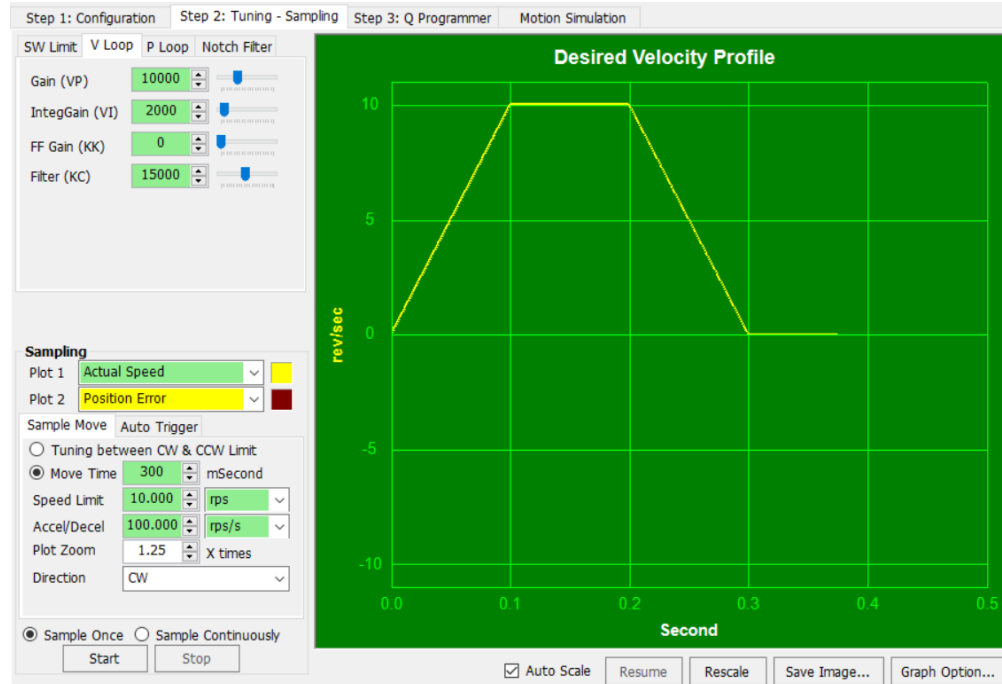 Step 1: Configuration Step 2: Tuning - Sampling Step 3: Q Programmer Motion Simulation
SW Limit V Loop P Loop Notch Filter
Gain (VP) 10000
IntegGain (VI) 2000
FF Gain (KK) 0
Filter (KC) 15000
Sampling
Plot 1 Actual Speed
Plot 2 Position Error
Sample Move Auto Trigger
Tuning between CW & CCW Limit
Move Time 300 mSecond
Speed Limit 10.000 rps
Accel/Decel 100.000 rps/s
Plot Zoom 1.25 X times
Direction CW
Sample Once Sample Continuously
Start Stop
Desired Velocity Profile
rev/sec
10
5
0
-5
-10
0.0 0.1 0.2 0.3 0.4 0.5
Second
Auto Scale Resume Rescale Save Image... Graph Option...